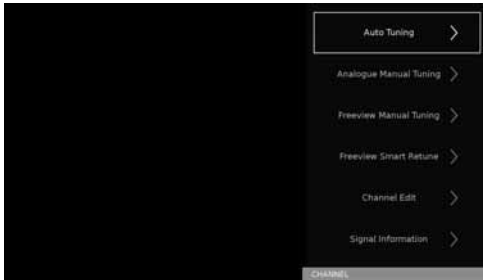 Auto Tuning
Analogue Manual Tuning
Freeview Manual Tuning
Freeview Smart Retune
Channel Edit
Signal Information
CHANNEL